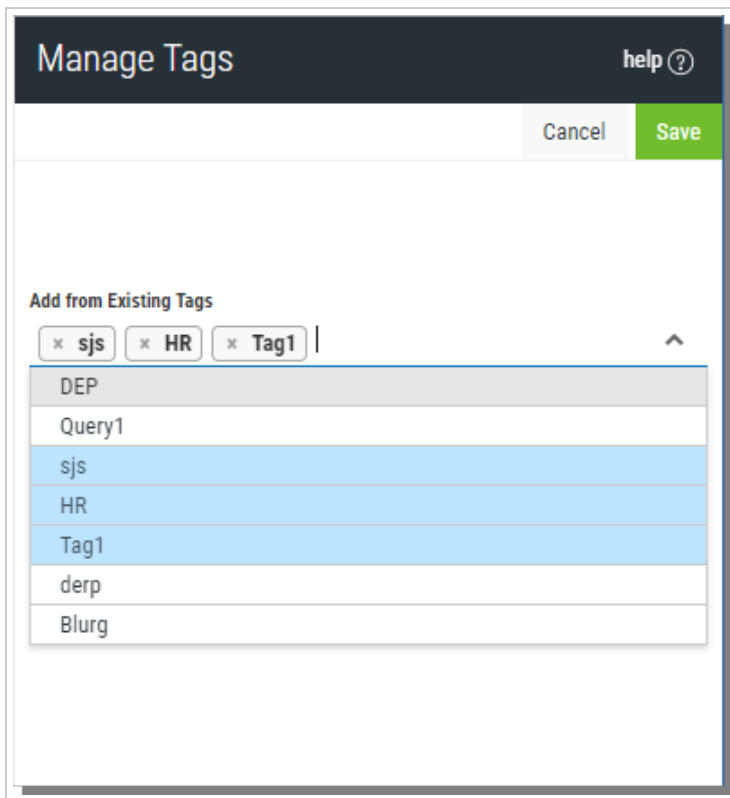 Manage Tags help ?
Cancel Save
Add from Existing Tags
× sjs × HR × Tag1
DEP
Query1
sjs
HR
Tag1
derp
Blurg